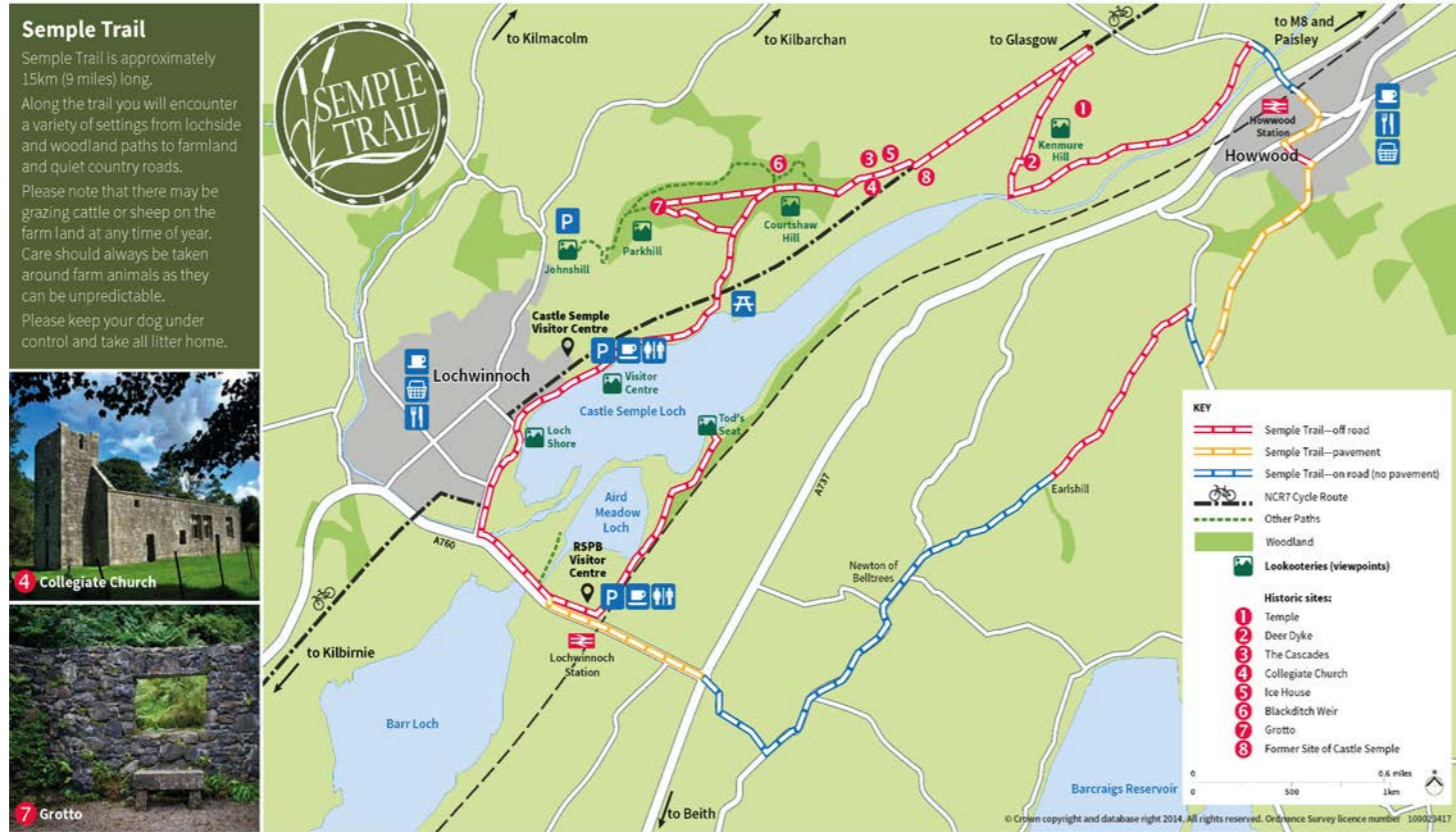 Semple Trail
Semple Trail is approximately
15km (9 miles) long.
Along the trail you will encounter
a variety of settings from lochside
and woodland paths to farmland
and quiet country roads.
Please note that there may be
grazing cattle or sheep on the
farm land at any time of year.
Care should always be taken
around farm animals as they
can be unpredictable.
Please keep your dog under
control and take all litter home.
4 Collegiate Church
7 Grotto
N
E
S
W
SEMPLE
TRAIL
to Kilmacolm
to Kilbarchan
to Glasgow
to M8 and
Paisley
1
Kenmure
Hill
2
Howwood
Station
Howwood
3
5
4
8
6
7
Courtshaw
Hill
Parkhill
P
Johnshill
Castle Semple
Visitor Centre
P
Lochwinnoch
Visitor
Centre
Castle Semple Loch
Loch
Shore
Tod's
Seat
Aird
Meadow
Loch
RSPB
Visitor
Centre
P
A760
A737
Earlshill
Newton of
Belltrees
Lochwinnoch
Station
to Kilbirnie
Barr Loch
to Beith
Barcraigs Reservoir
KEY
Semple Trail—off road
Semple Trail—pavement
Semple Trail—on road (no pavement)
NCR7 Cycle Route
Other Paths
Woodland
Lookooteries (viewpoints)
Historic sites:
1 Temple
2 Deer Dyke
3 The Cascades
4 Collegiate Church
5 Ice House
6 Blackditch Weir
7 Grotto
8 Former Site of Castle Semple
0 0.6 miles
0 500 1km
N
© Crown copyright and database right 2014. All rights reserved. Ordnance Survey licence number 100023417